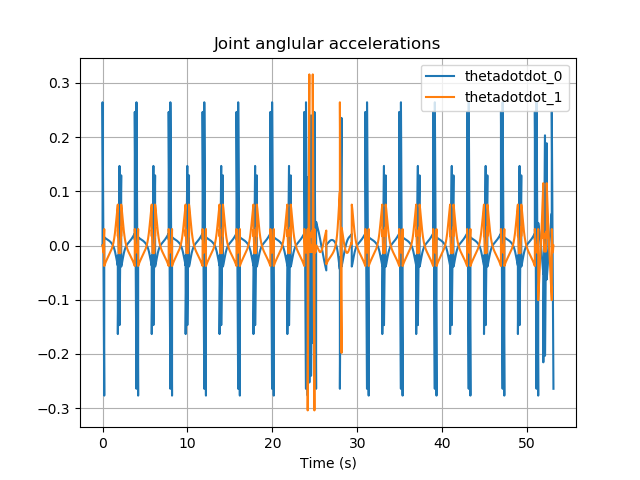 Joint anglular accelerations
thetadotdot_0
thetadotdot_1
0.3
0.2
0.1
0.0
−0.1
−0.2
−0.3
0 10 20 30 40 50
Time (s)